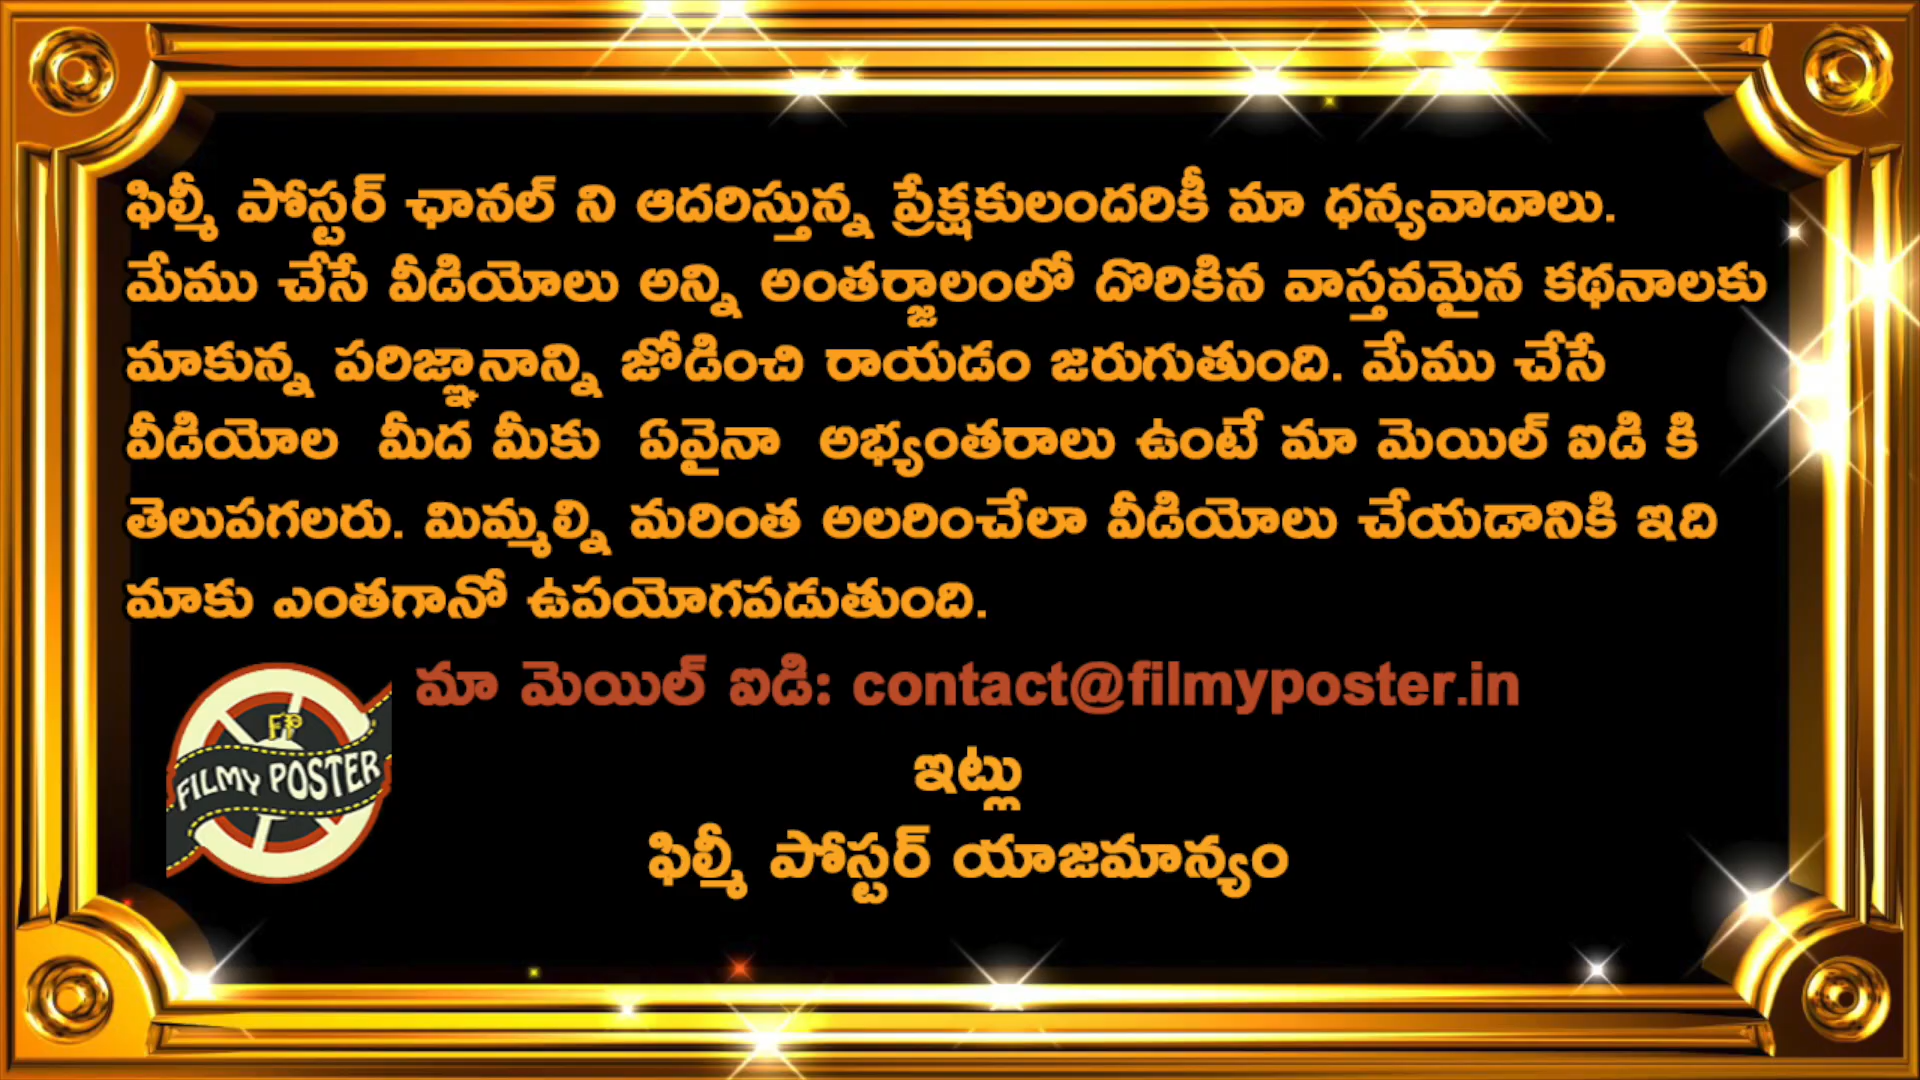 ఫిల్మీ పోస్టర్ ఛానల్ ని ఆదరిస్తున్న ప్రేక్షకులందరికీ మా ధన్యవాదాలు.
మేము చేసే వీడియోలు అన్ని అంతర్జాలంలో దొరికిన వాస్తవమైన కథనాలకు
మాకున్న పరిజ్ఞానాన్ని జోడించి రాయడం జరుగుతుంది. మేము చేసే
వీడియోల మీద మీకు ఏవైనా అభ్యంతరాలు ఉంటే మా మెయిల్ ఐడి కి
తెలుపగలరు. మిమ్మల్ని మరింత అలరించేలా వీడియోలు చేయడానికి ఇది
మాకు ఎంతగానో ఉపయోగపడుతుంది.
మా మెయిల్ ఐడి: contact@filmyposter.in
FP
FILMY POSTER
ఇట్లు
ఫిల్మీ పోస్టర్ యాజమాన్యం